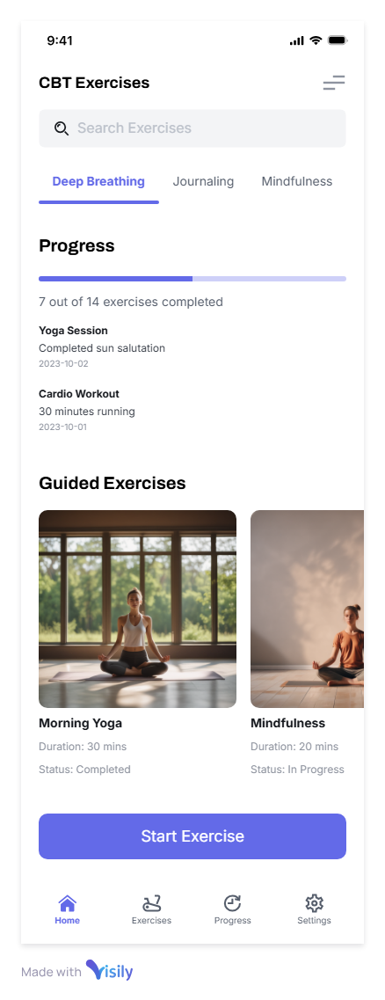 9:41
CBT Exercises
Search Exercises
Deep Breathing Journaling Mindfulness
Progress
7 out of 14 exercises completed
Yoga Session
Completed sun salutation
2023-10-02
Cardio Workout
30 minutes running
2023-10-01
Guided Exercises
Morning Yoga
Duration: 30 mins
Status: Completed
Mindfulness
Duration: 20 mins
Status: In Progress
Start Exercise
Home Exercises Progress Settings
Made with Visily